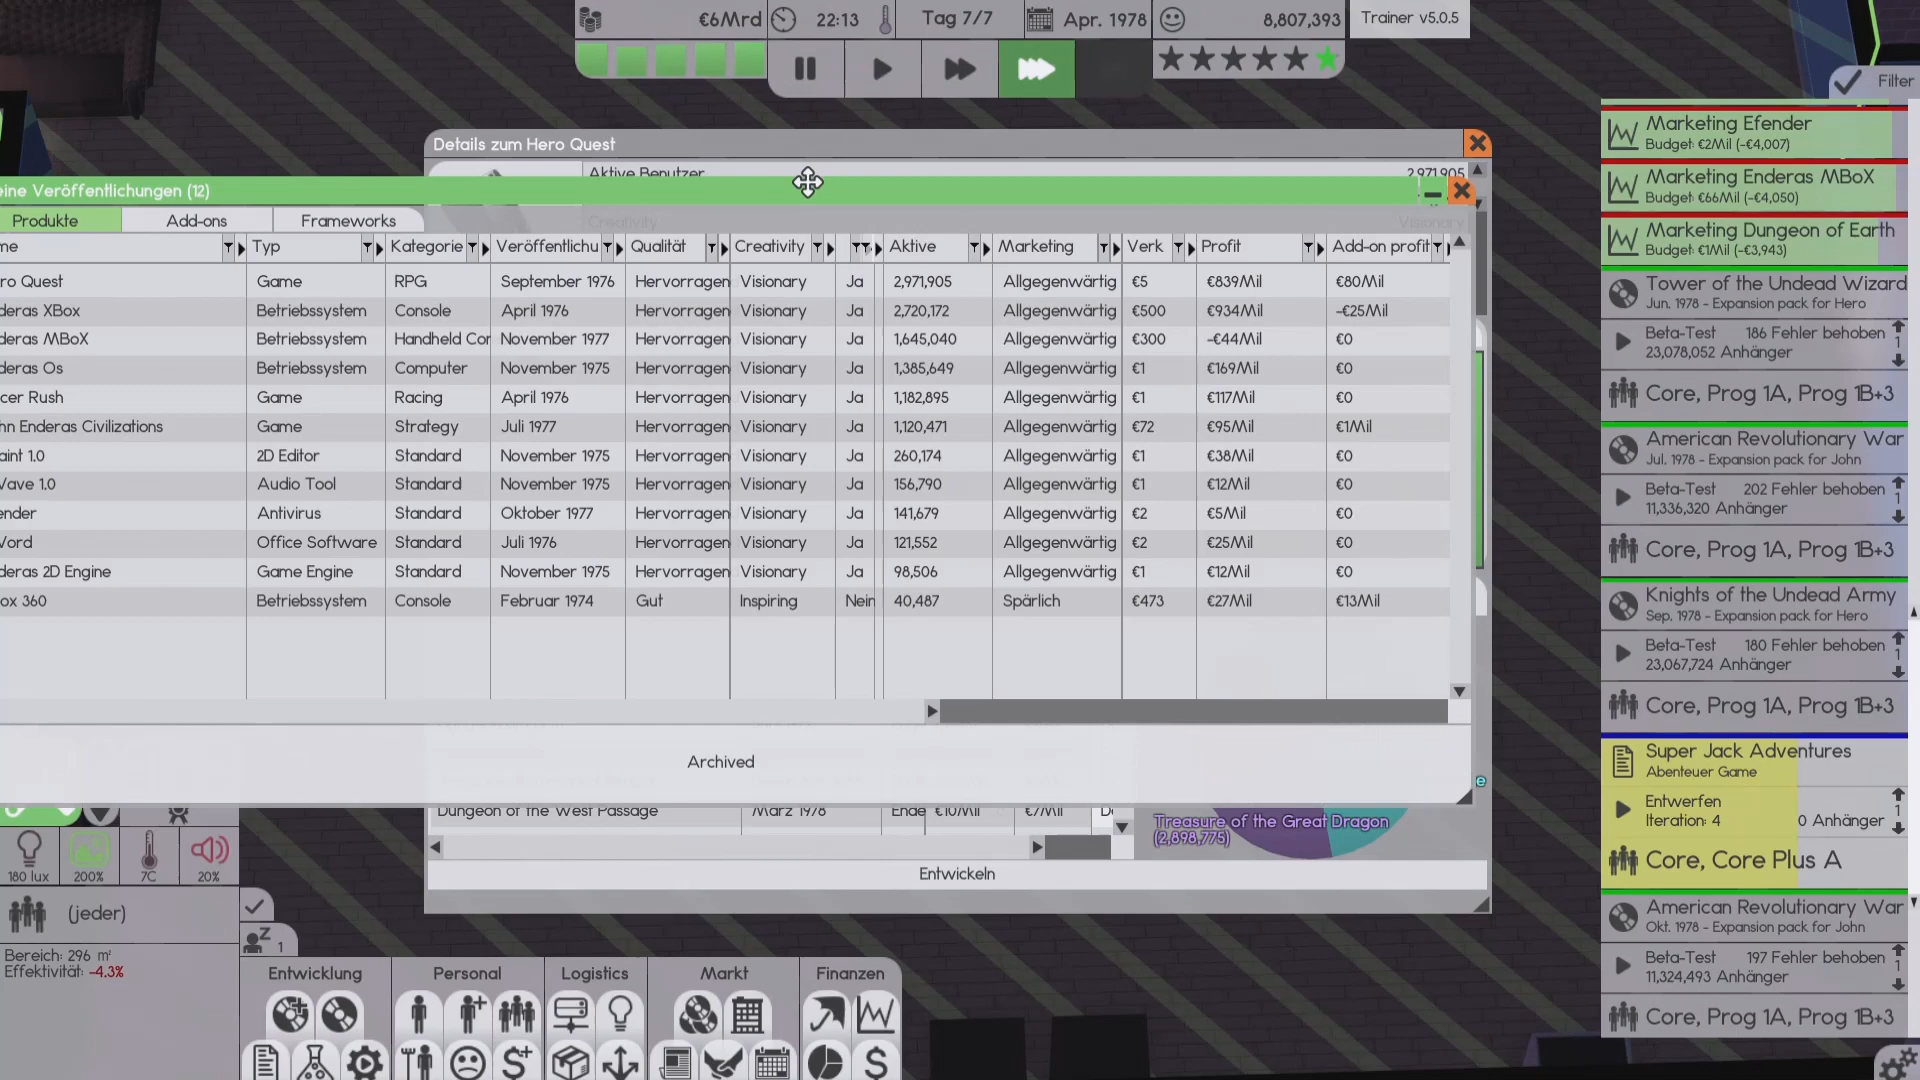 €6Mrd 22:13 Tag 7/7 Apr. 1978 8,807,393 Trainer v5.0.5
Filter
Details zum Hero Quest
Aktive Benutzer 2,971,905
eine Veröffentlichungen (12)
Creativity Visionary
Produkte Add-ons Frameworks
me Typ Kategorie Veröffentlichu Qualität Creativity Aktive Marketing Verk Profit Add-on profit
ro Quest Game RPG September 1976 Hervorragen Visionary Ja 2,971,905 Allgegenwärtig €5 €839Mil €80Mil
deras XBox Betriebssystem Console April 1976 Hervorragen Visionary Ja 2,720,172 Allgegenwärtig €500 €934Mil -€25Mil
deras MBoX Betriebssystem Handheld Cor November 1977 Hervorragen Visionary Ja 1,645,040 Allgegenwärtig €300 -€44Mil €0
deras Os Betriebssystem Computer November 1975 Hervorragen Visionary Ja 1,385,649 Allgegenwärtig €1 €169Mil €0
cer Rush Game Racing April 1976 Hervorragen Visionary Ja 1,182,895 Allgegenwärtig €1 €117Mil €0
hn Enderas Civilizations Game Strategy Juli 1977 Hervorragen Visionary Ja 1,120,471 Allgegenwärtig €72 €95Mil €1Mil
aint 1.0 2D Editor Standard November 1975 Hervorragen Visionary Ja 260,174 Allgegenwärtig €1 €38Mil €0
Wave 1.0 Audio Tool Standard November 1975 Hervorragen Visionary Ja 156,790 Allgegenwärtig €1 €12Mil €0
ender Antivirus Standard Oktober 1977 Hervorragen Visionary Ja 141,679 Allgegenwärtig €2 €5Mil €0
Word Office Software Standard Juli 1976 Hervorragen Visionary Ja 121,552 Allgegenwärtig €2 €25Mil €0
deras 2D Engine Game Engine Standard November 1975 Hervorragen Visionary Ja 98,506 Allgegenwärtig €1 €12Mil €0
ox 360 Betriebssystem Console Februar 1974 Gut Inspiring Nein 40,487 Spärlich €473 €27Mil €13Mil
Archived
Dungeon of the West Passage März 1978 Ende €10Mil €7Mil
Treasure of the Great Dragon
(2,898,775)
Entwickeln
Marketing Efender
Budget: €2Mil (-€4,007)
Marketing Enderas MBoX
Budget: €66Mil (-€4,050)
Marketing Dungeon of Earth
Budget: €1Mil (-€3,943)
Tower of the Undead Wizard
Jun. 1978 - Expansion pack for Hero
Beta-Test 186 Fehler behoben
23,078,052 Anhänger 1
Core, Prog 1A, Prog 1B+3
American Revolutionary War
Jul. 1978 - Expansion pack for John
Beta-Test 202 Fehler behoben
11,336,320 Anhänger 1
Core, Prog 1A, Prog 1B+3
Knights of the Undead Army
Sep. 1978 - Expansion pack for Hero
Beta-Test 180 Fehler behoben
23,067,724 Anhänger 1
Core, Prog 1A, Prog 1B+3
Super Jack Adventures
Abenteuer Game
Entwerfen
Iteration: 4 0 Anhänger 1
Core, Core Plus A
American Revolutionary War
Okt. 1978 - Expansion pack for John
Beta-Test 197 Fehler behoben
11,324,493 Anhänger 1
Core, Prog 1A, Prog 1B+3
180 lux 200% 7C 20%
(jeder)
Z 1
Bereich: 296 m²
Effektivität: -4.3%
Entwicklung Personal Logistics Markt Finanzen